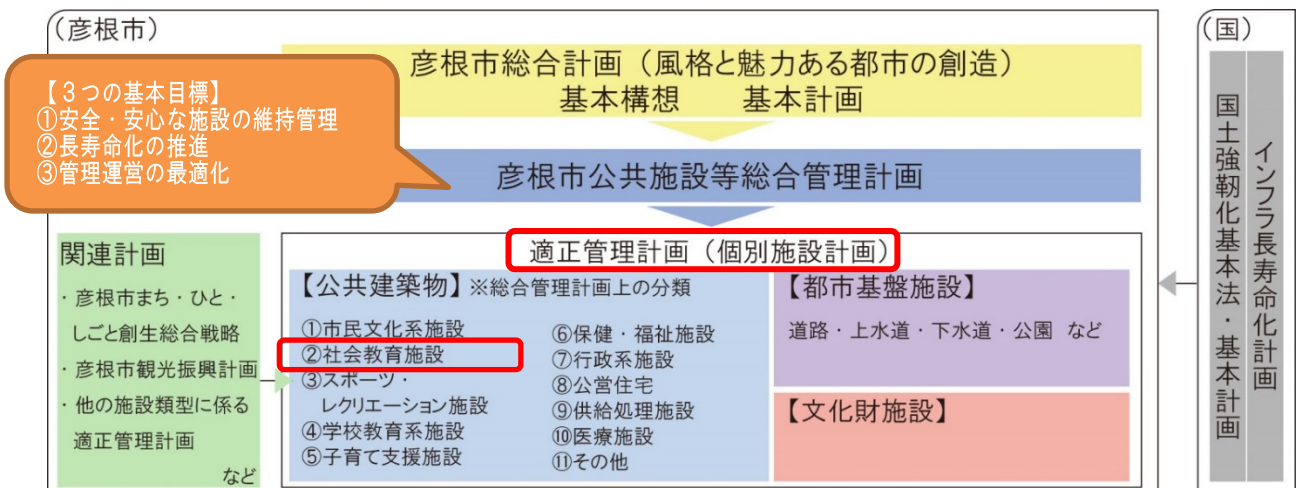 （彦根市）
彦根市総合計画（風格と魅力ある都市の創造）
基本構想　　基本計画
【３つの基本目標】
①安全・安心な施設の維持管理
②長寿命化の推進
③管理運営の最適化
彦根市公共施設等総合管理計画
関連計画
・彦根市まち・ひと・
しごと創生総合戦略
・彦根市観光振興計画
・他の施設類型に係る
適正管理計画
など
適正管理計画（個別施設計画）
【公共建築物】※総合管理計画上の分類
①市民文化系施設
②社会教育施設
③スポーツ・
レクリエーション施設
④学校教育系施設
⑤子育て支援施設
⑥保健・福祉施設
⑦行政系施設
⑧公営住宅
⑨供給処理施設
⑩医療施設
⑪その他
【都市基盤施設】
道路・上水道・下水道・公園 など
【文化財施設】
（国）
インフラ長寿命化計画
国土強靭化基本法・基本計画